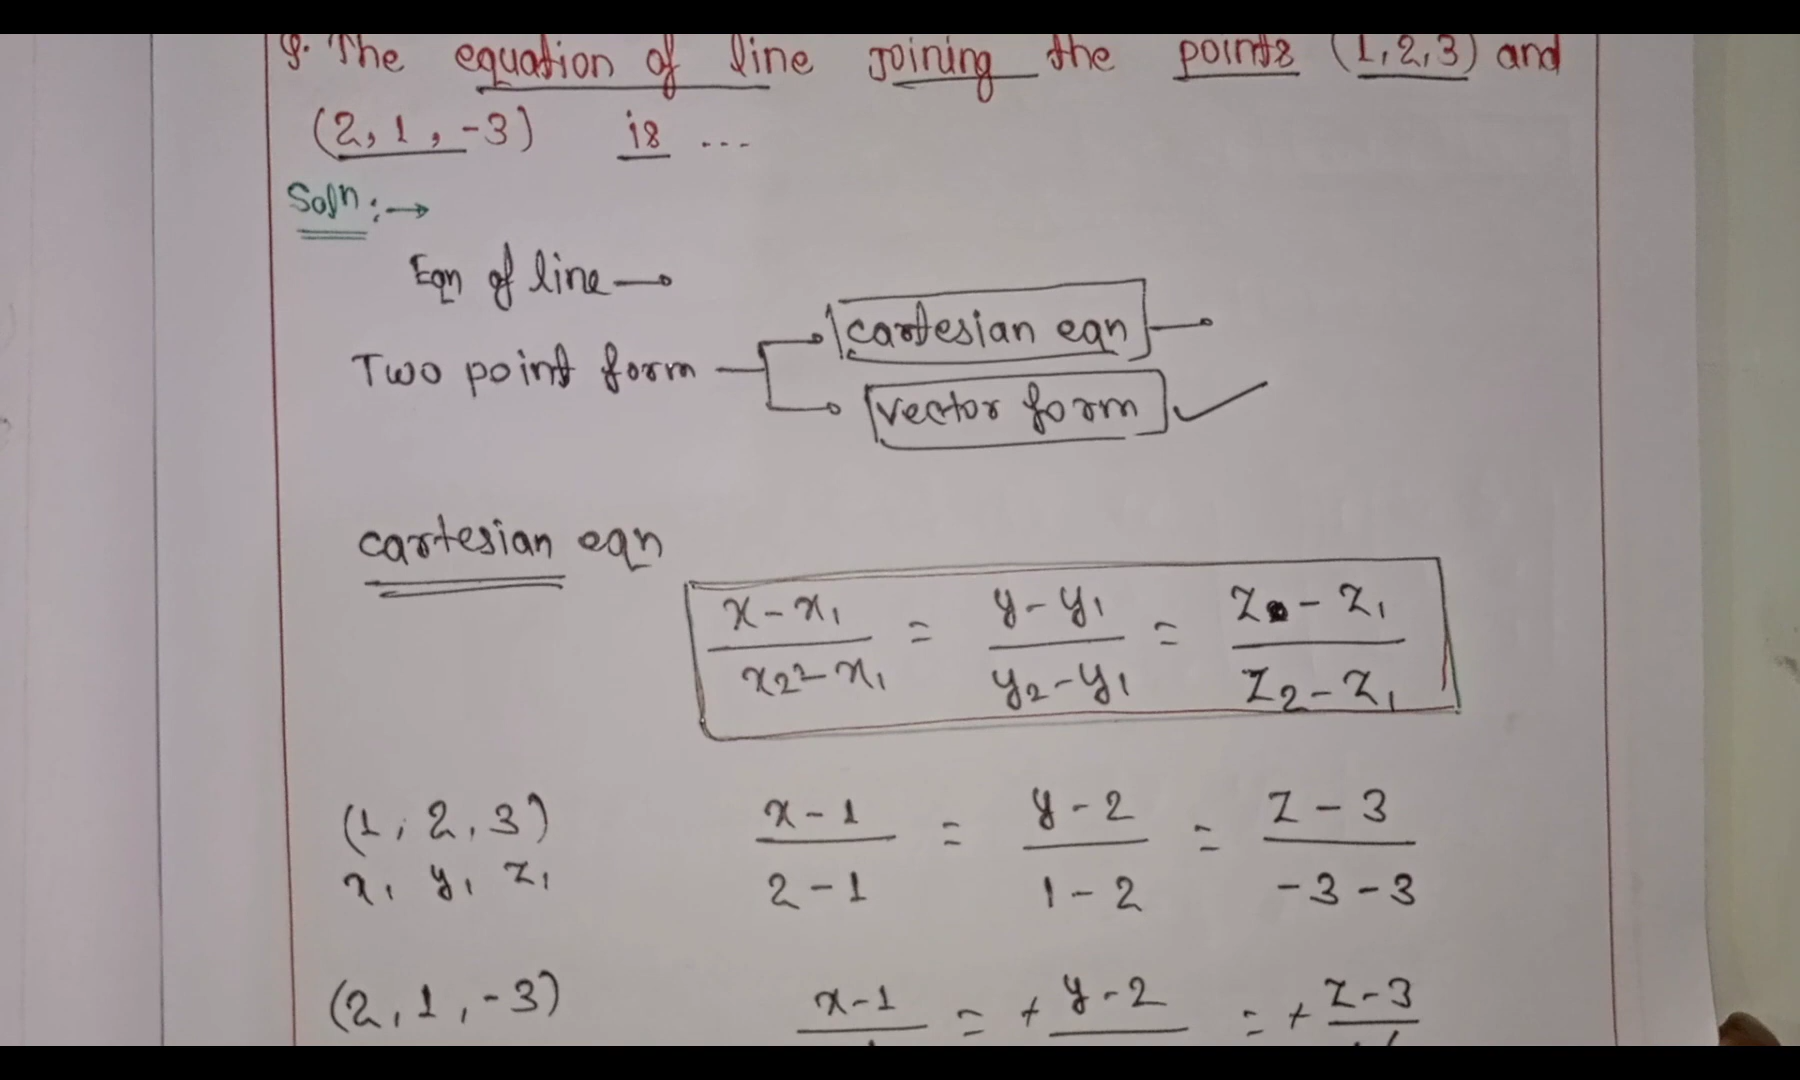 Q. The equation of line joining the points (1,2,3) and
(2, 1, -3) is ...
Soln :→
Eqn of line →
Two point form
cartesian eqn
vector form ✓
cartesian eqn
x - x₁ / x₂² - x₁ = y - y₁ / y₂ - y₁ = z - z₁ / z₂ - z₁
(1, 2, 3)
x₁ y₁ z₁
x - 1 / 2 - 1 = y - 2 / 1 - 2 = z - 3 / -3 - 3
(2, 1, -3)
x - 1 = + y - 2 = + z - 3